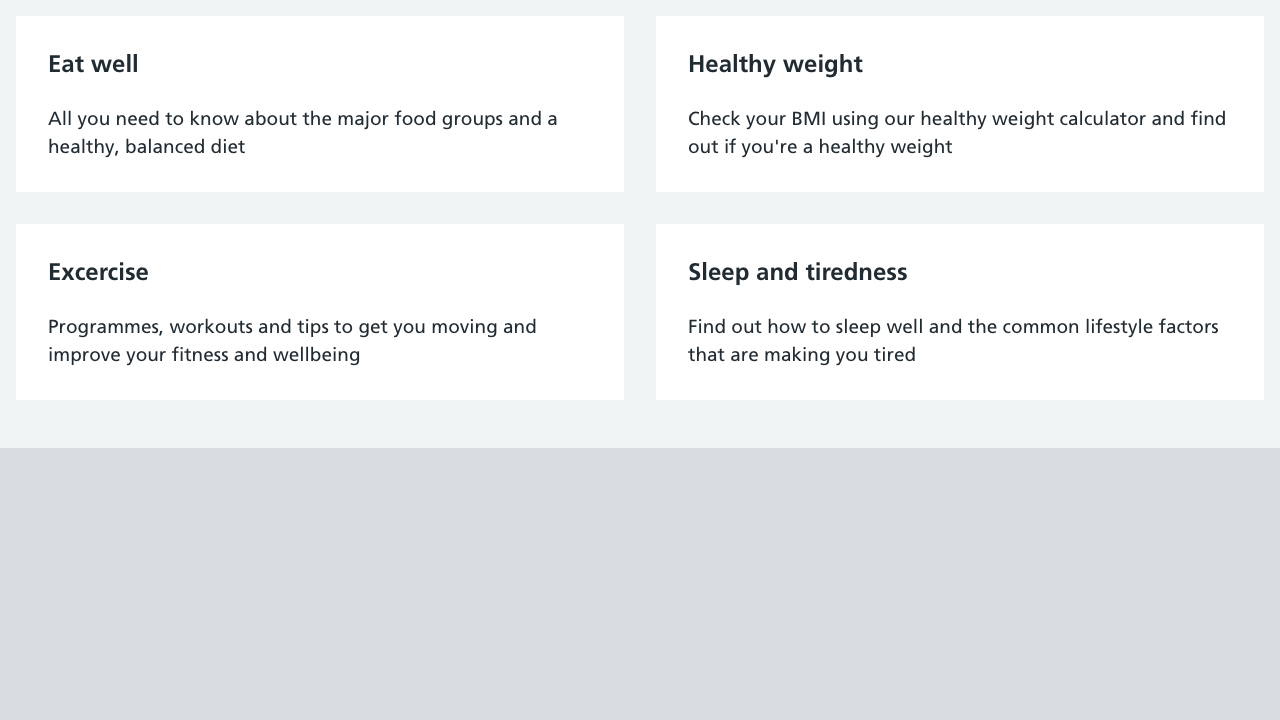 Eat well
All you need to know about the major food groups and a
healthy, balanced diet
Healthy weight
Check your BMI using our healthy weight calculator and find
out if you're a healthy weight
Excercise
Programmes, workouts and tips to get you moving and
improve your fitness and wellbeing
Sleep and tiredness
Find out how to sleep well and the common lifestyle factors
that are making you tired